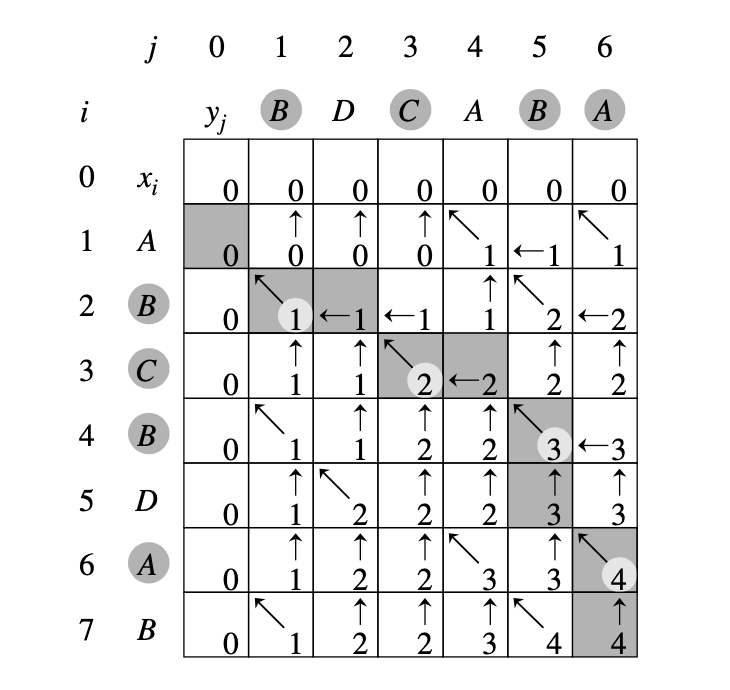 j 0 1 2 3 4 5 6
i yj B D C A B A
0 xi 0 0 0 0 0 0 0
1 A 0 ↑0 ↑0 ↑0 ↖1 ←1 ↖1
2 B 0 ↖1 ←1 ←1 ↑1 ↖2 ←2
3 C 0 ↑1 ↑1 ↖2 ←2 ↑2 ↑2
4 B 0 ↖1 ↑1 ↑2 ↑2 ↖3 ←3
5 D 0 ↑1 ↖2 ↑2 ↑2 ↑3 ↑3
6 A 0 ↑1 ↑2 ↑2 ↖3 ↑3 ↖4
7 B 0 ↖1 ↑2 ↑2 ↑3 ↖4 ↑4